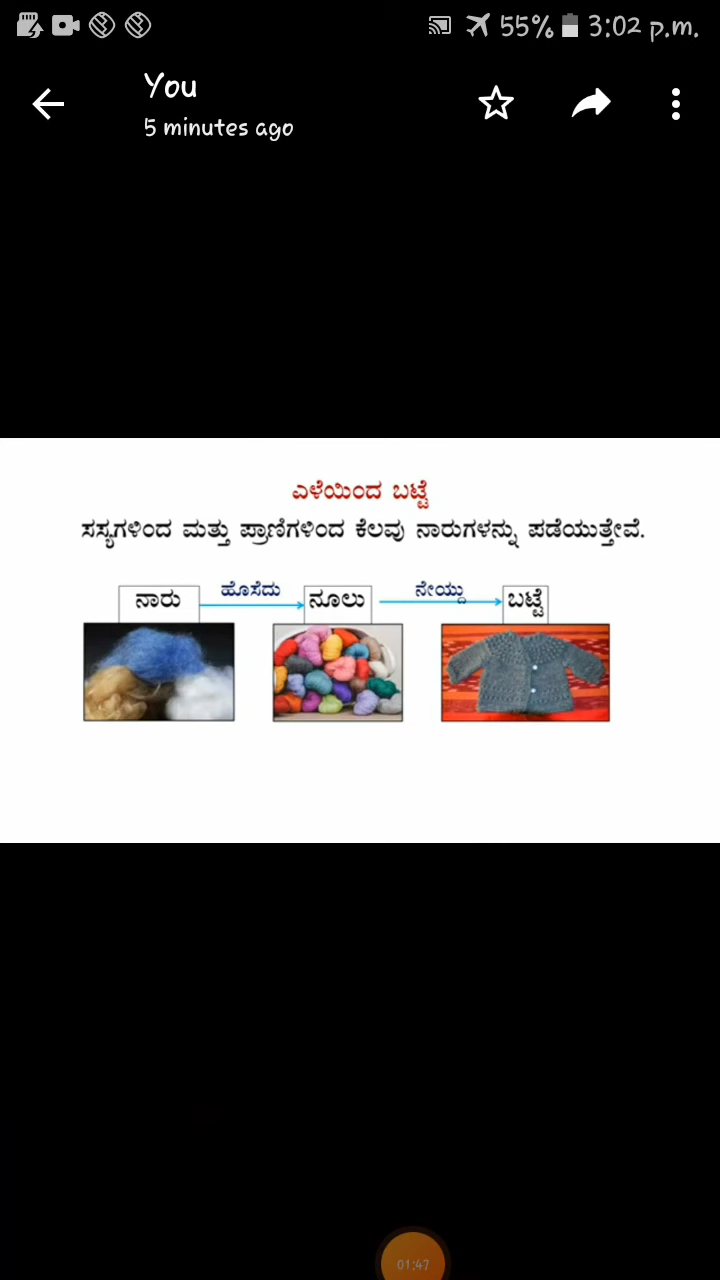 55% 3:02 p.m.
You
5 minutes ago
ಎಳೆಯಿಂದ ಬಟ್ಟೆ
ಸಸ್ಯಗಳಿಂದ ಮತ್ತು ಪ್ರಾಣಿಗಳಿಂದ ಕೆಲವು ನಾರುಗಳನ್ನು ಪಡೆಯುತ್ತೇವೆ.
ನಾರು ಹೊಸೆದು ನೂಲು ನೇಯ್ದು ಬಟ್ಟೆ
01:47